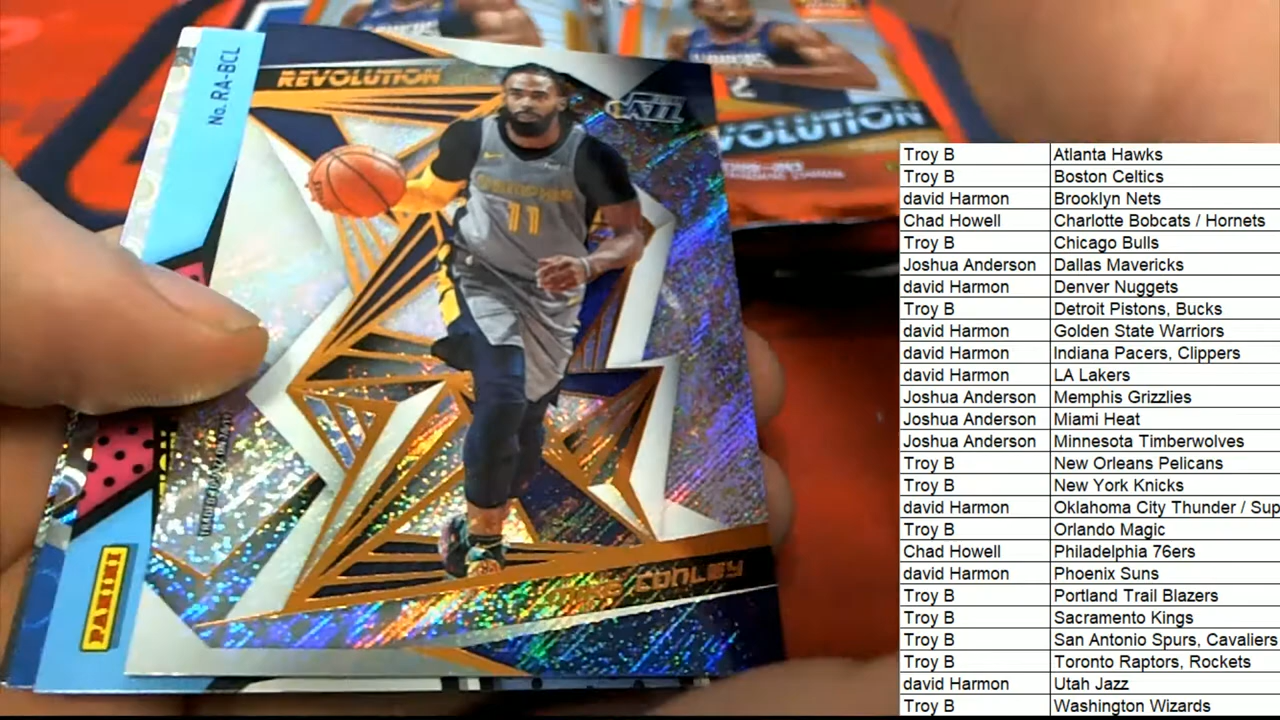 No. RA-BCL
REVOLUTION
JAZZ
11
CONLEY
PANINI
2
VOLUTION
Troy B Atlanta Hawks
Troy B Boston Celtics
david Harmon Brooklyn Nets
Chad Howell Charlotte Bobcats / Hornets
Troy B Chicago Bulls
Joshua Anderson Dallas Mavericks
david Harmon Denver Nuggets
Troy B Detroit Pistons, Bucks
david Harmon Golden State Warriors
david Harmon Indiana Pacers, Clippers
david Harmon LA Lakers
Joshua Anderson Memphis Grizzlies
Joshua Anderson Miami Heat
Joshua Anderson Minnesota Timberwolves
Troy B New Orleans Pelicans
Troy B New York Knicks
david Harmon Oklahoma City Thunder / Sup
Troy B Orlando Magic
Chad Howell Philadelphia 76ers
david Harmon Phoenix Suns
Troy B Portland Trail Blazers
Troy B Sacramento Kings
Troy B San Antonio Spurs, Cavaliers
Troy B Toronto Raptors, Rockets
david Harmon Utah Jazz
Troy B Washington Wizards